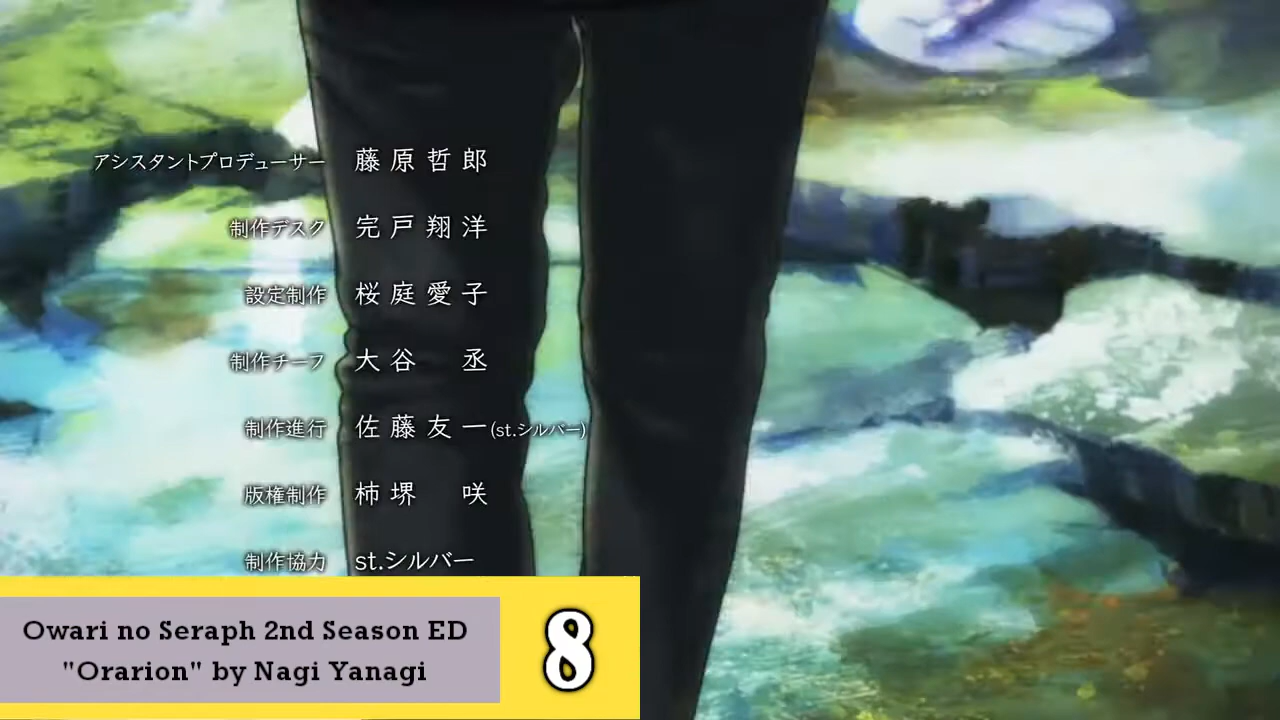 アシスタントプロデューサー 藤原哲郎
制作デスク 宍戸翔洋
設定制作 桜庭愛子
制作チーフ 大谷 丞
制作進行 佐藤友一(st.シルバー)
版権制作 柿堺 咲
制作協力 st.シルバー
Owari no Seraph 2nd Season ED
"Orarion" by Nagi Yanagi
8